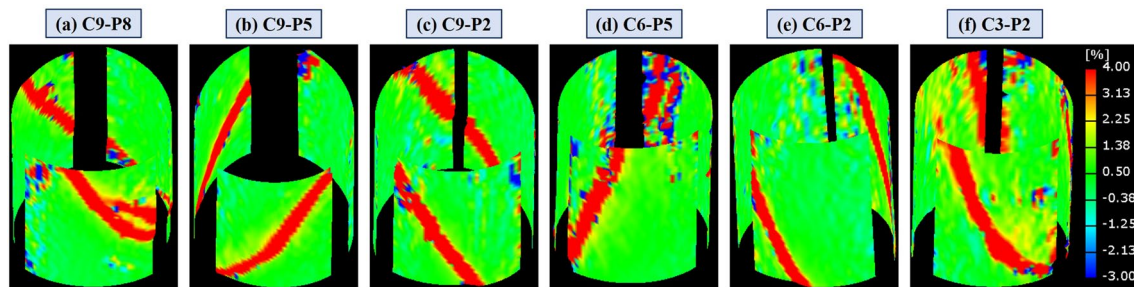 (a) C9-P8
(b) C9-P5
(c) C9-P2
(d) C6-P5
(e) C6-P2
(f) C3-P2
[%]
4.00
3.13
2.25
1.38
0.50
-0.38
-1.25
-2.13
-3.00